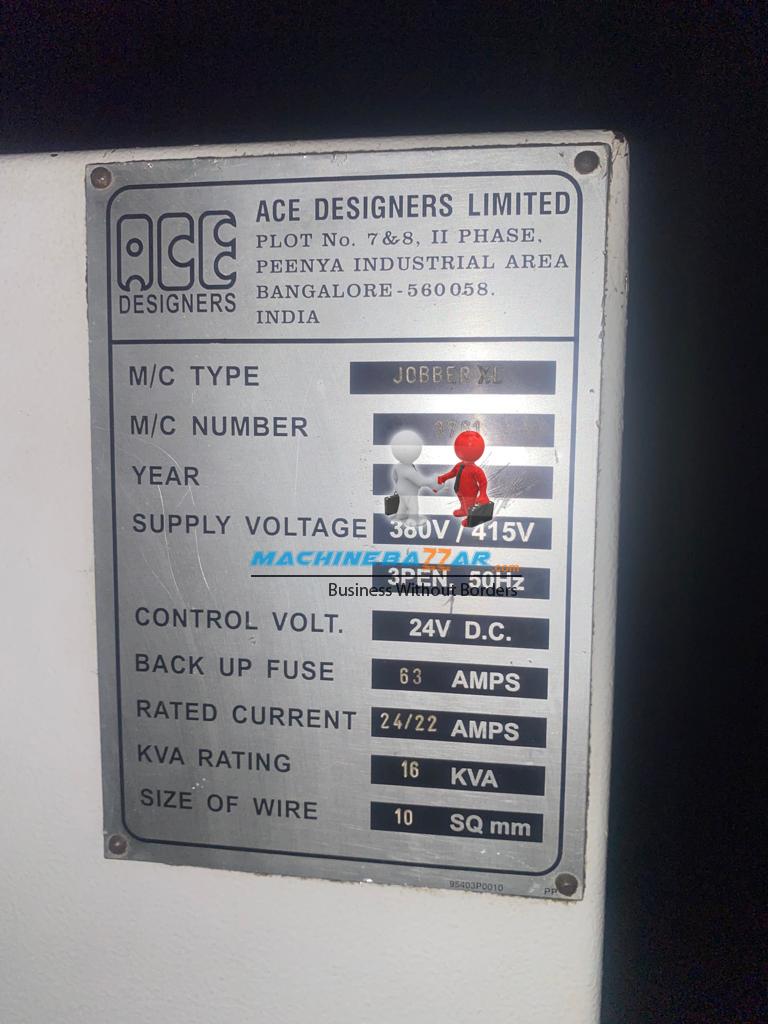 ACE DESIGNERS LIMITED
PLOT No. 7&8, II PHASE,
PEENYA INDUSTRIAL AREA
BANGALORE-560058.
INDIA
ACE
DESIGNERS
M/C TYPE JOBBER XL
M/C NUMBER
YEAR
SUPPLY VOLTAGE 380V / 415V
MACHINEBAZZAR.com
3PEN, 50Hz
Business Without Borders
CONTROL VOLT. 24V D.C.
BACK UP FUSE 63 AMPS
RATED CURRENT 24/22 AMPS
KVA RATING 16 KVA
SIZE OF WIRE 10 SQ mm
95403P0010